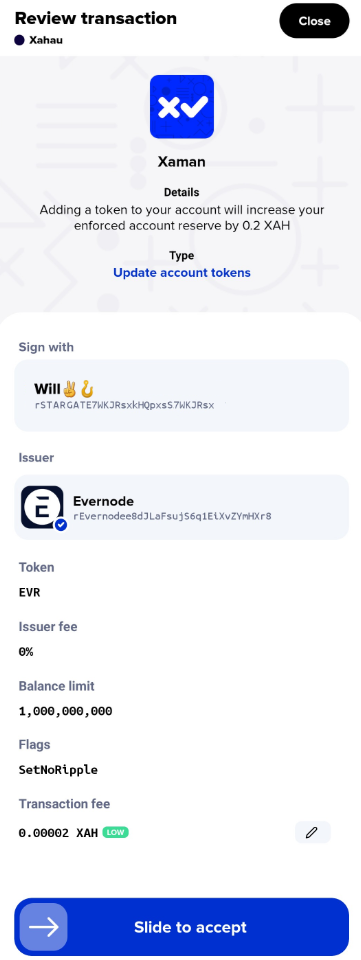 Review transaction
Close
Xahau
Xaman
Details
Adding a token to your account will increase your
enforced account reserve by 0.2 XAH
Type
Update account tokens
Sign with
Will✌️🪝
rSTARGATE7WKJRsxkHQpxsS7WKJRsx
Issuer
Evernode
rEvernodee8dJLaFsujS6q1EiXvZYmHXr8
Token
EVR
Issuer fee
0%
Balance limit
1,000,000,000
Flags
SetNoRipple
Transaction fee
0.00002 XAH LOW
Slide to accept